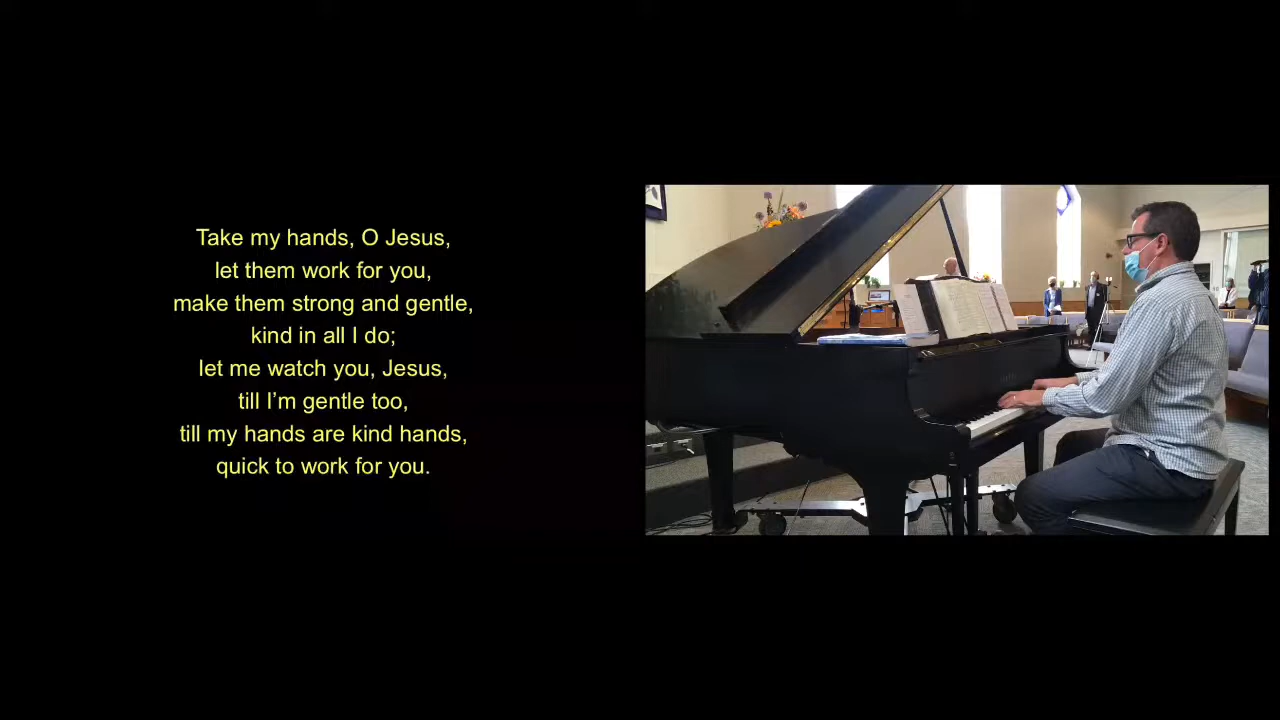 Take my hands, O Jesus,
let them work for you,
make them strong and gentle,
kind in all I do;
let me watch you, Jesus,
till I’m gentle too,
till my hands are kind hands,
quick to work for you.